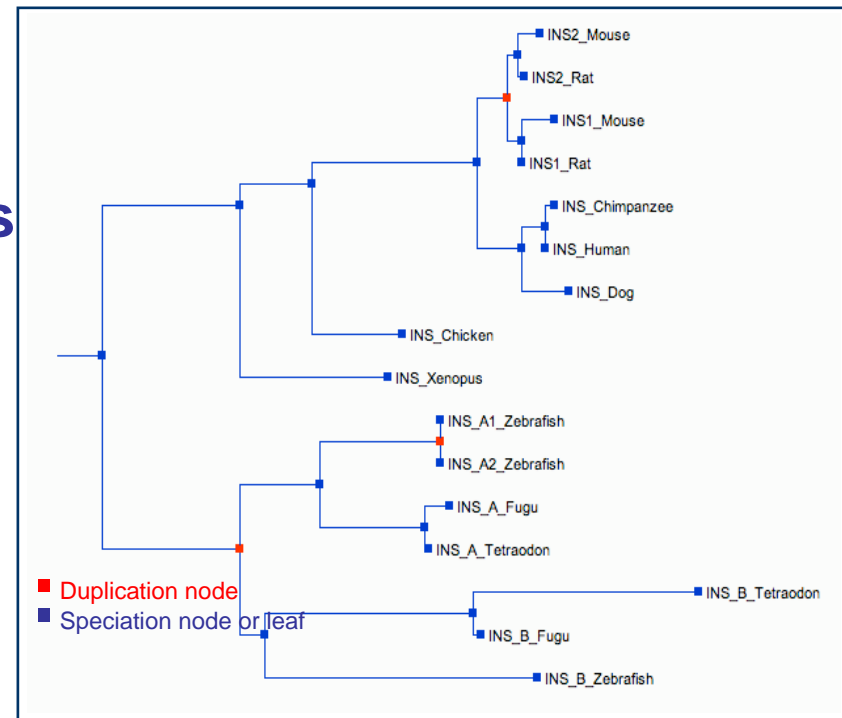 s
INS2_Mouse
INS2_Rat
INS1_Mouse
INS1_Rat
INS_Chimpanzee
INS_Human
INS_Dog
INS_Chicken
INS_Xenopus
INS_A1_Zebrafish
INS_A2_Zebrafish
INS_A_Fugu
INS_A_Tetraodon
INS_B_Tetraodon
INS_B_Fugu
INS_B_Zebrafish
Duplication node
Speciation node or leaf